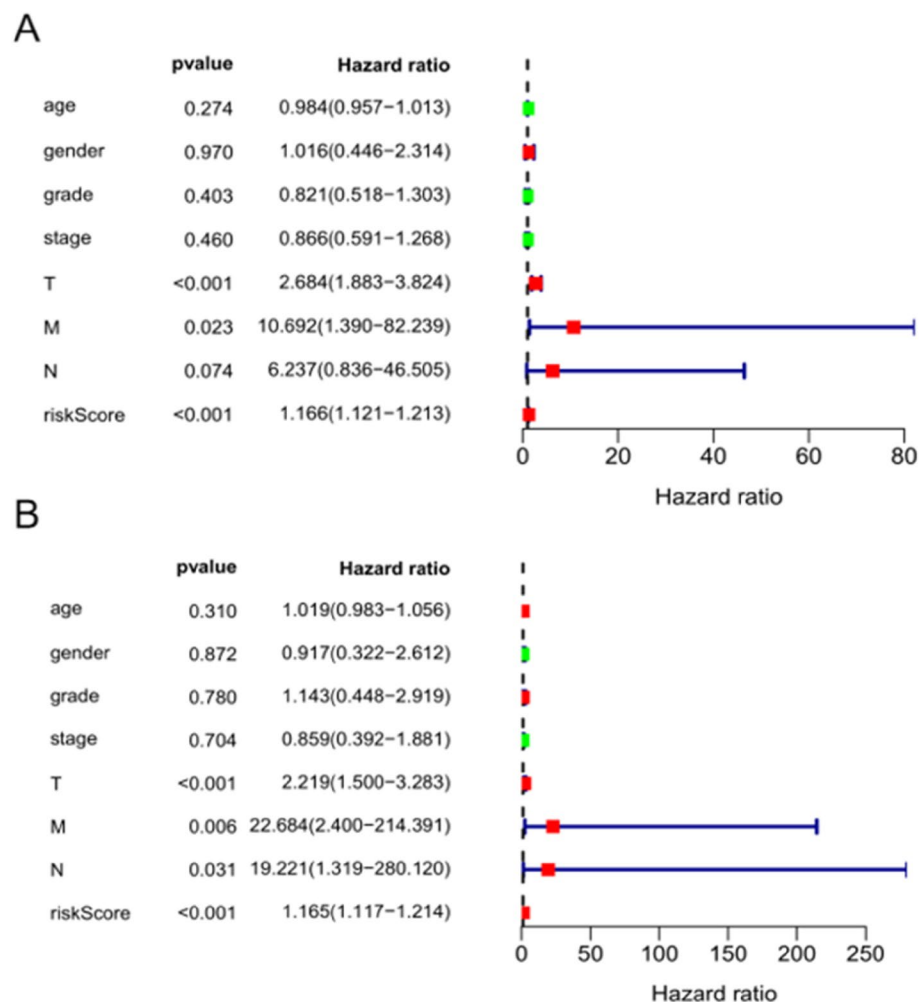 A
pvalue Hazard ratio
age 0.274 0.984(0.957−1.013)
gender 0.970 1.016(0.446−2.314)
grade 0.403 0.821(0.518−1.303)
stage 0.460 0.866(0.591−1.268)
T <0.001 2.684(1.883−3.824)
M 0.023 10.692(1.390−82.239)
N 0.074 6.237(0.836−46.505)
riskScore <0.001 1.166(1.121−1.213)
0 20 40 60 80
Hazard ratio
B
pvalue Hazard ratio
age 0.310 1.019(0.983−1.056)
gender 0.872 0.917(0.322−2.612)
grade 0.780 1.143(0.448−2.919)
stage 0.704 0.859(0.392−1.881)
T <0.001 2.219(1.500−3.283)
M 0.006 22.684(2.400−214.391)
N 0.031 19.221(1.319−280.120)
riskScore <0.001 1.165(1.117−1.214)
0 50 100 150 200 250
Hazard ratio